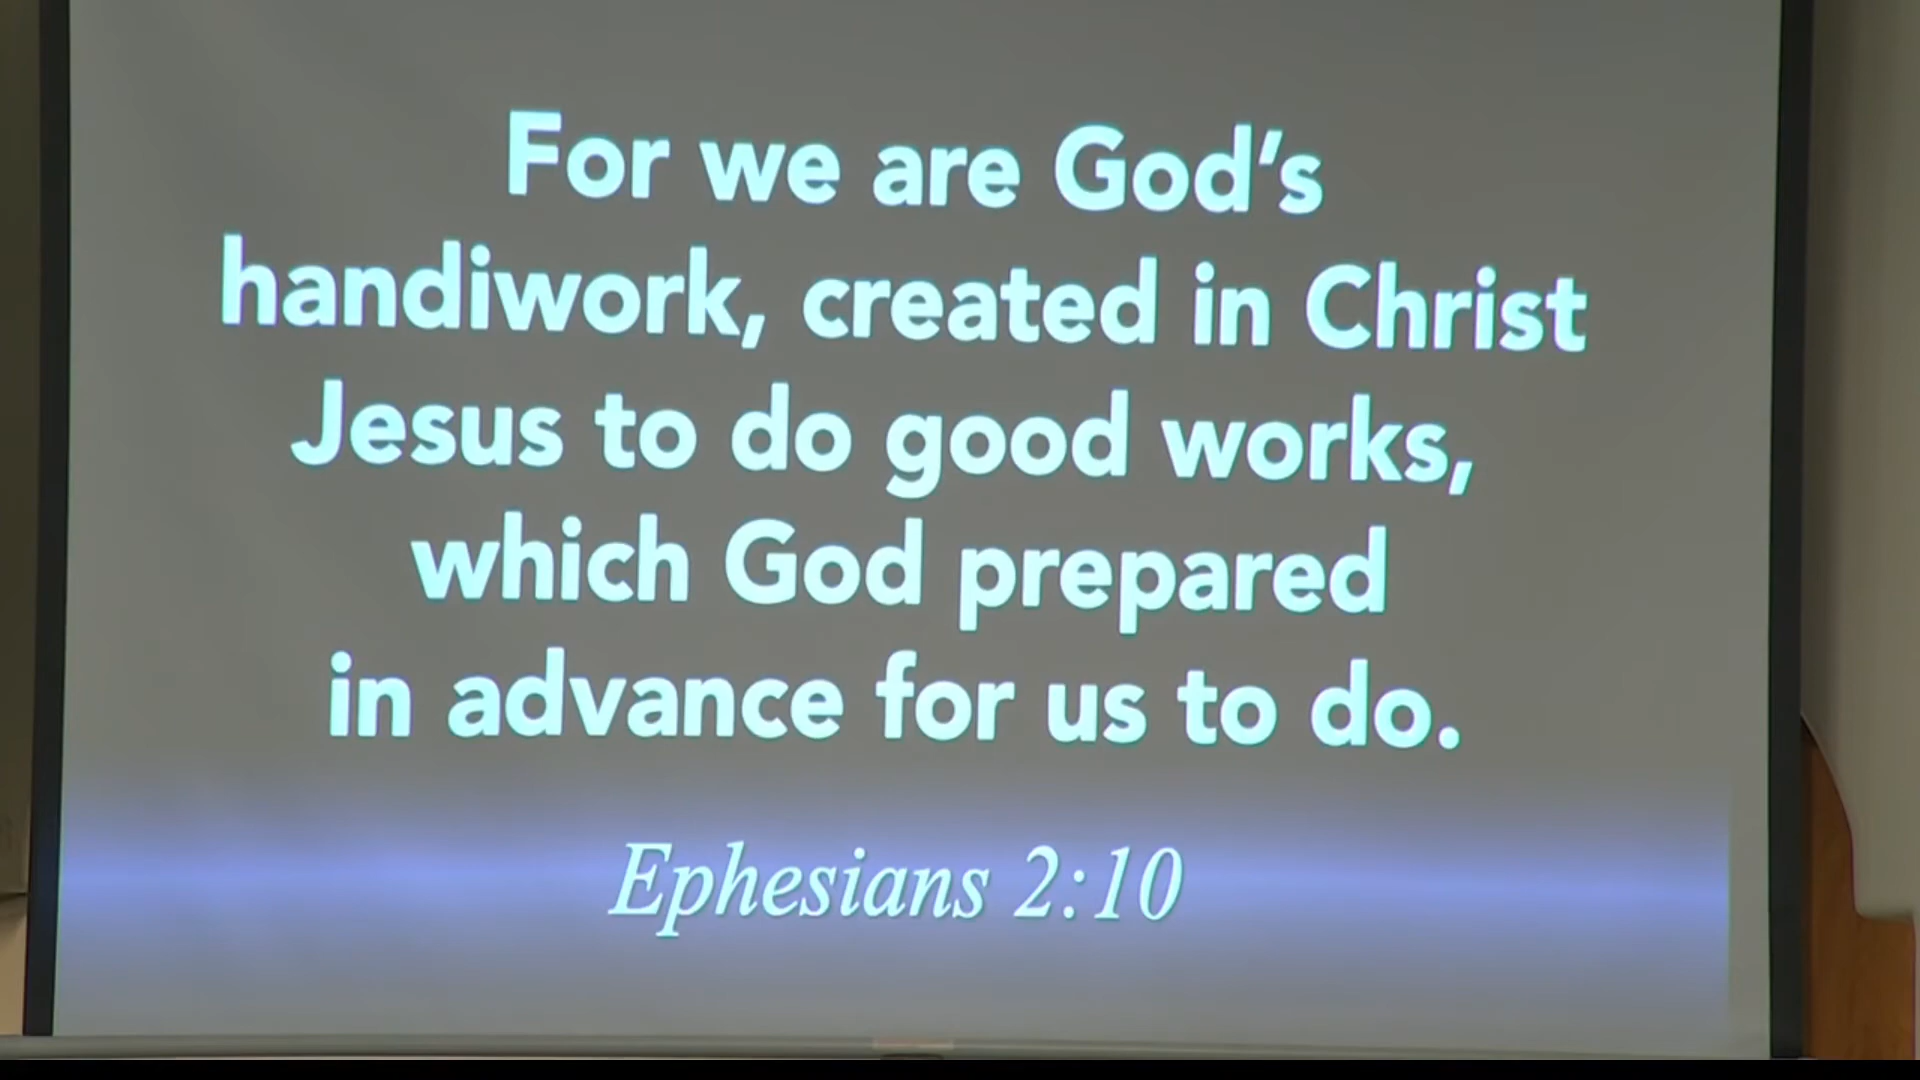 For we are God’s
handiwork, created in Christ
Jesus to do good works,
which God prepared
in advance for us to do.
Ephesians 2:10